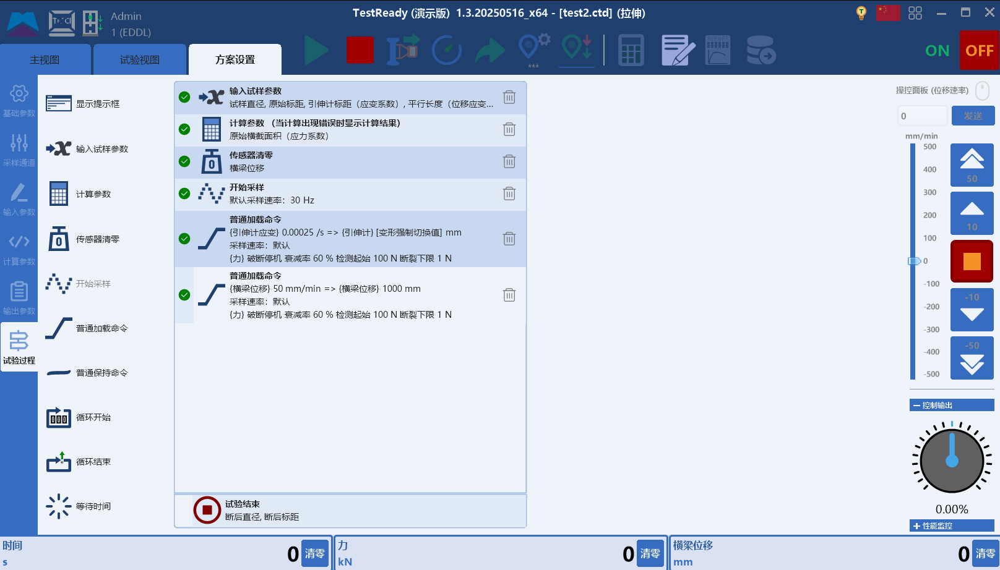 TestReady (演示版)  1.3.20250516_x64 - [test2.ctd] (拉伸)
Admin
1 (EDDL)
主视图
试验视图
方案设置
***
REPORT
ON
OFF
基础参数
采样通道
输入参数
计算参数
输出参数
试验过程
显示提示框
输入试样参数
计算参数
传感器清零
开始采样
普通加载命令
普通保持命令
循环开始
循环结束
等待时间
输入试样参数
试样直径, 原始标距, 引伸计标距（应变系数）, 平行长度（位移应变...
计算参数 （当计算出现错误时显示计算结果）
原始横截面积（应力系数）
传感器清零
横梁位移
开始采样
默认采样速率：30 Hz
普通加载命令
{引伸计应变} 0.00025 /s => {引伸计} [变形强制切换值] mm
采样速率：默认
{力} 破断停机 衰减率 60 % 检测起始 100 N 断裂下限 1 N
普通加载命令
{横梁位移} 50 mm/min => {横梁位移} 1000 mm
采样速率：默认
{力} 破断停机 衰减率 60 % 检测起始 100 N 断裂下限 1 N
试验结束
断后直径, 断后标距
操控面板 (位移速率)
0
发送
mm/min
500
400
300
200
100
0
-100
-200
-300
-400
-500
50
10
-10
-50
控制输出
0.00%
性能监控
时间
s
0
清零
力
kN
0
清零
横梁位移
mm
0
清零